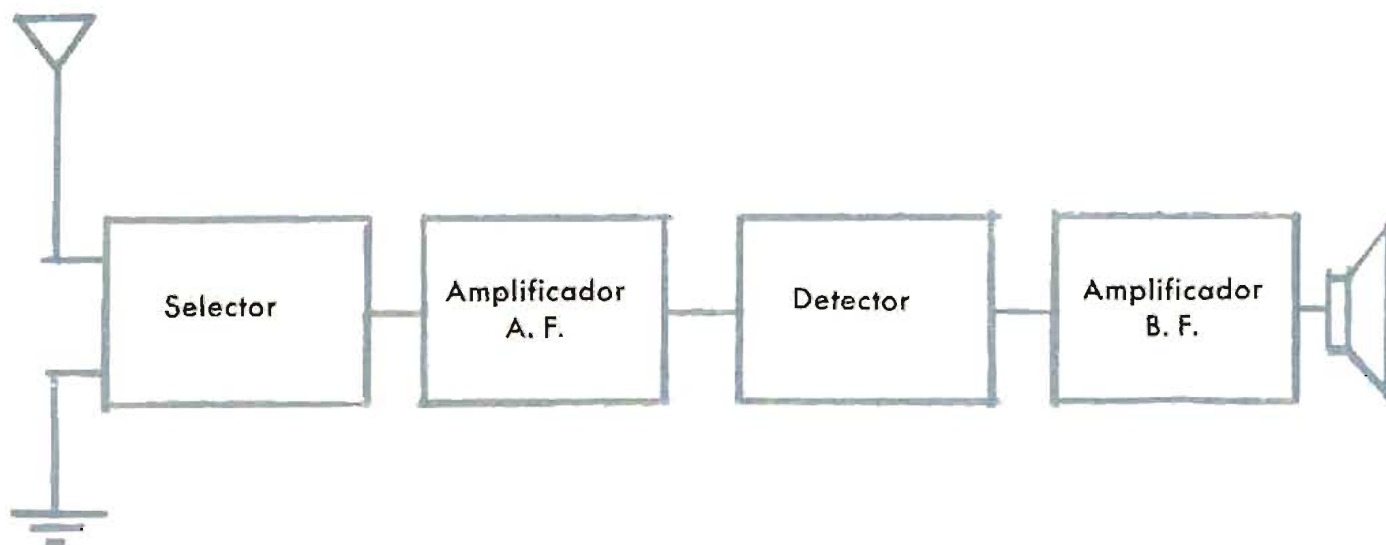 Selector
Amplificador
A. F.
Detector
Amplificador
B. F.